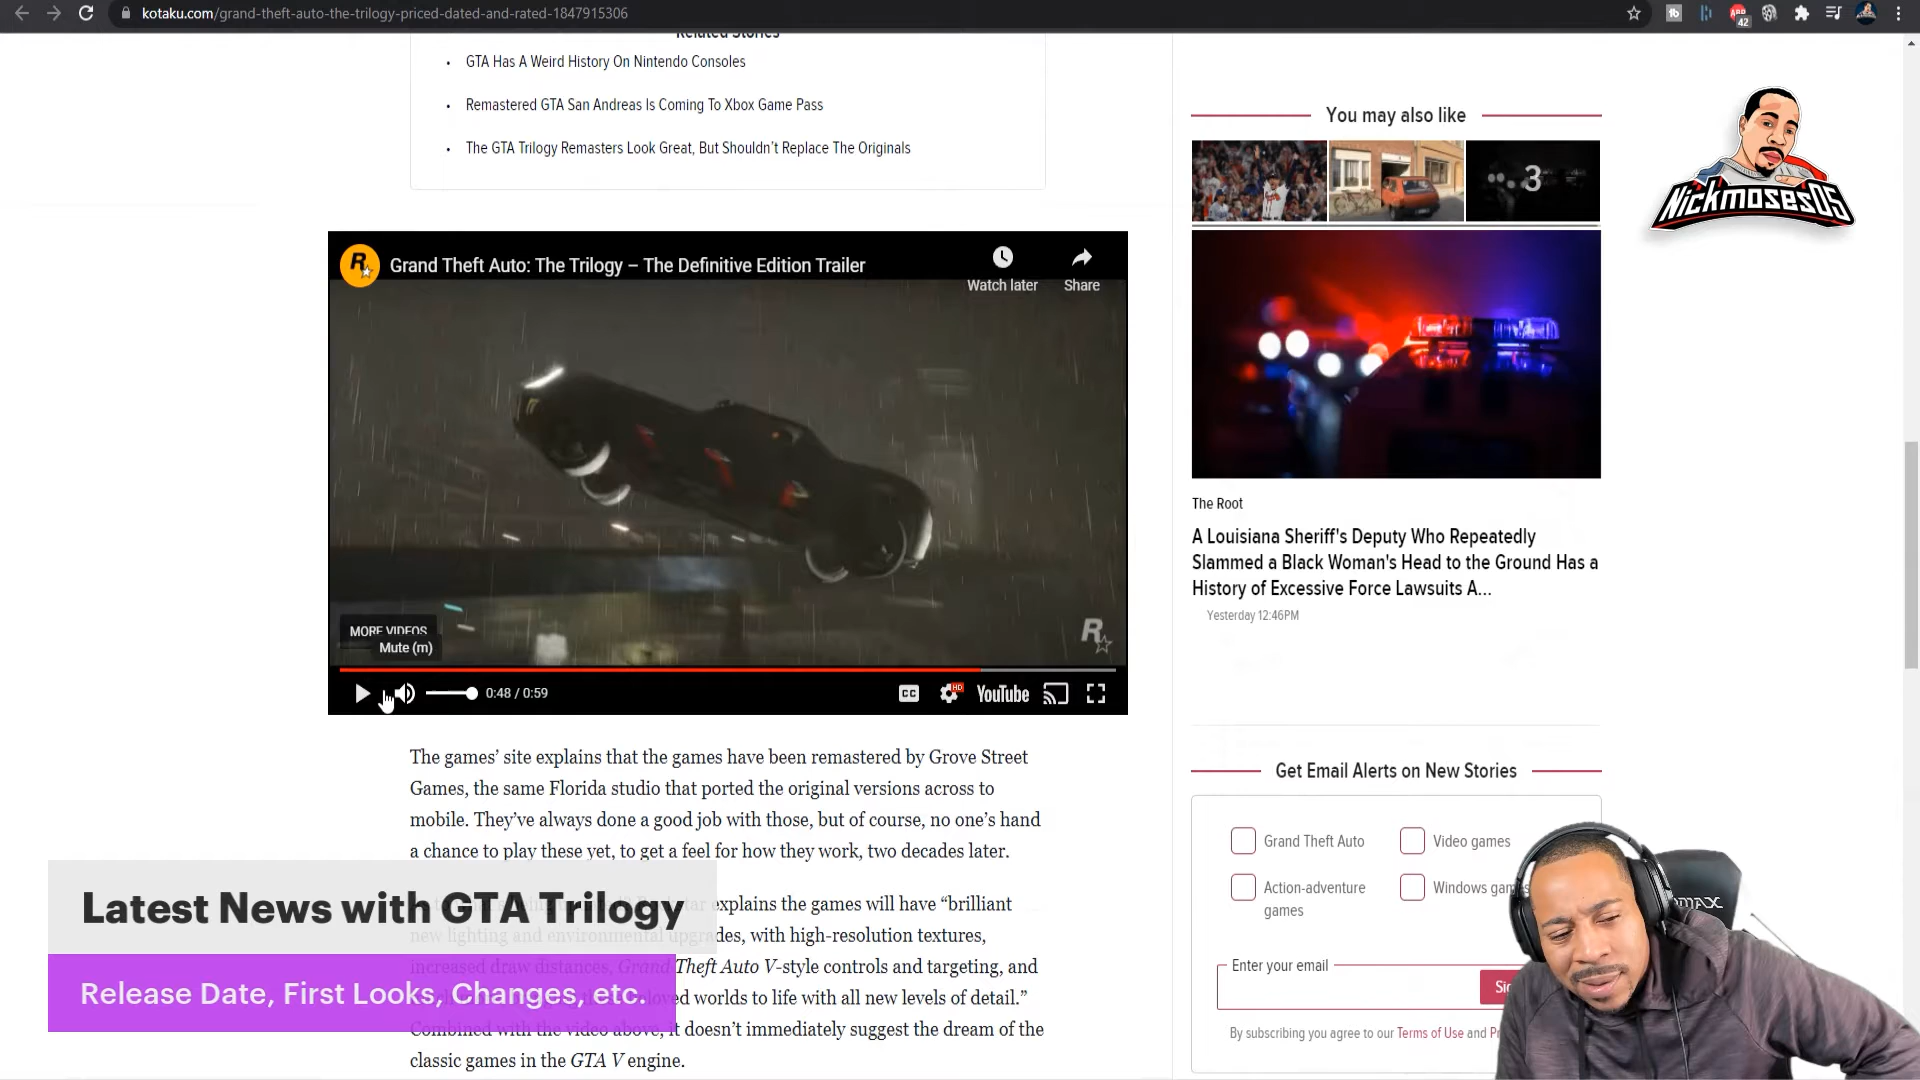 kotaku.com/grand-theft-auto-the-trilogy-priced-dated-and-rated-1847915306
42
Related Stories
• GTA Has A Weird History On Nintendo Consoles
• Remastered GTA San Andreas Is Coming To Xbox Game Pass
• The GTA Trilogy Remasters Look Great, But Shouldn't Replace The Originals
Grand Theft Auto: The Trilogy – The Definitive Edition Trailer
Watch later
Share
MORE VIDEOS
Mute (m)
0:48 / 0:59
CC
HD
YouTube
The games' site explains that the games have been remastered by Grove Street
Games, the same Florida studio that ported the original versions across to
mobile. They've always done a good job with those, but of course, no one's hand
a chance to play these yet, to get a feel for how they work, two decades later.
explains the games will have “brilliant
new lighting and environmental upgrades, with high-resolution textures,
increased draw distances, Grand Theft Auto V-style controls and targeting, and
worlds to life with all new levels of detail.”
Combined with the video above, it doesn't immediately suggest the dream of the
classic games in the GTA V engine.
Latest News with GTA Trilogy
Release Date, First Looks, Changes, etc.
You may also like
3
The Root
A Louisiana Sheriff's Deputy Who Repeatedly
Slammed a Black Woman's Head to the Ground Has a
History of Excessive Force Lawsuits A...
Yesterday 12:46PM
Get Email Alerts on New Stories
Grand Theft Auto
Video games
Action-adventure
games
Windows games
Enter your email
By subscribing you agree to our Terms of Use and
Nickmoses05